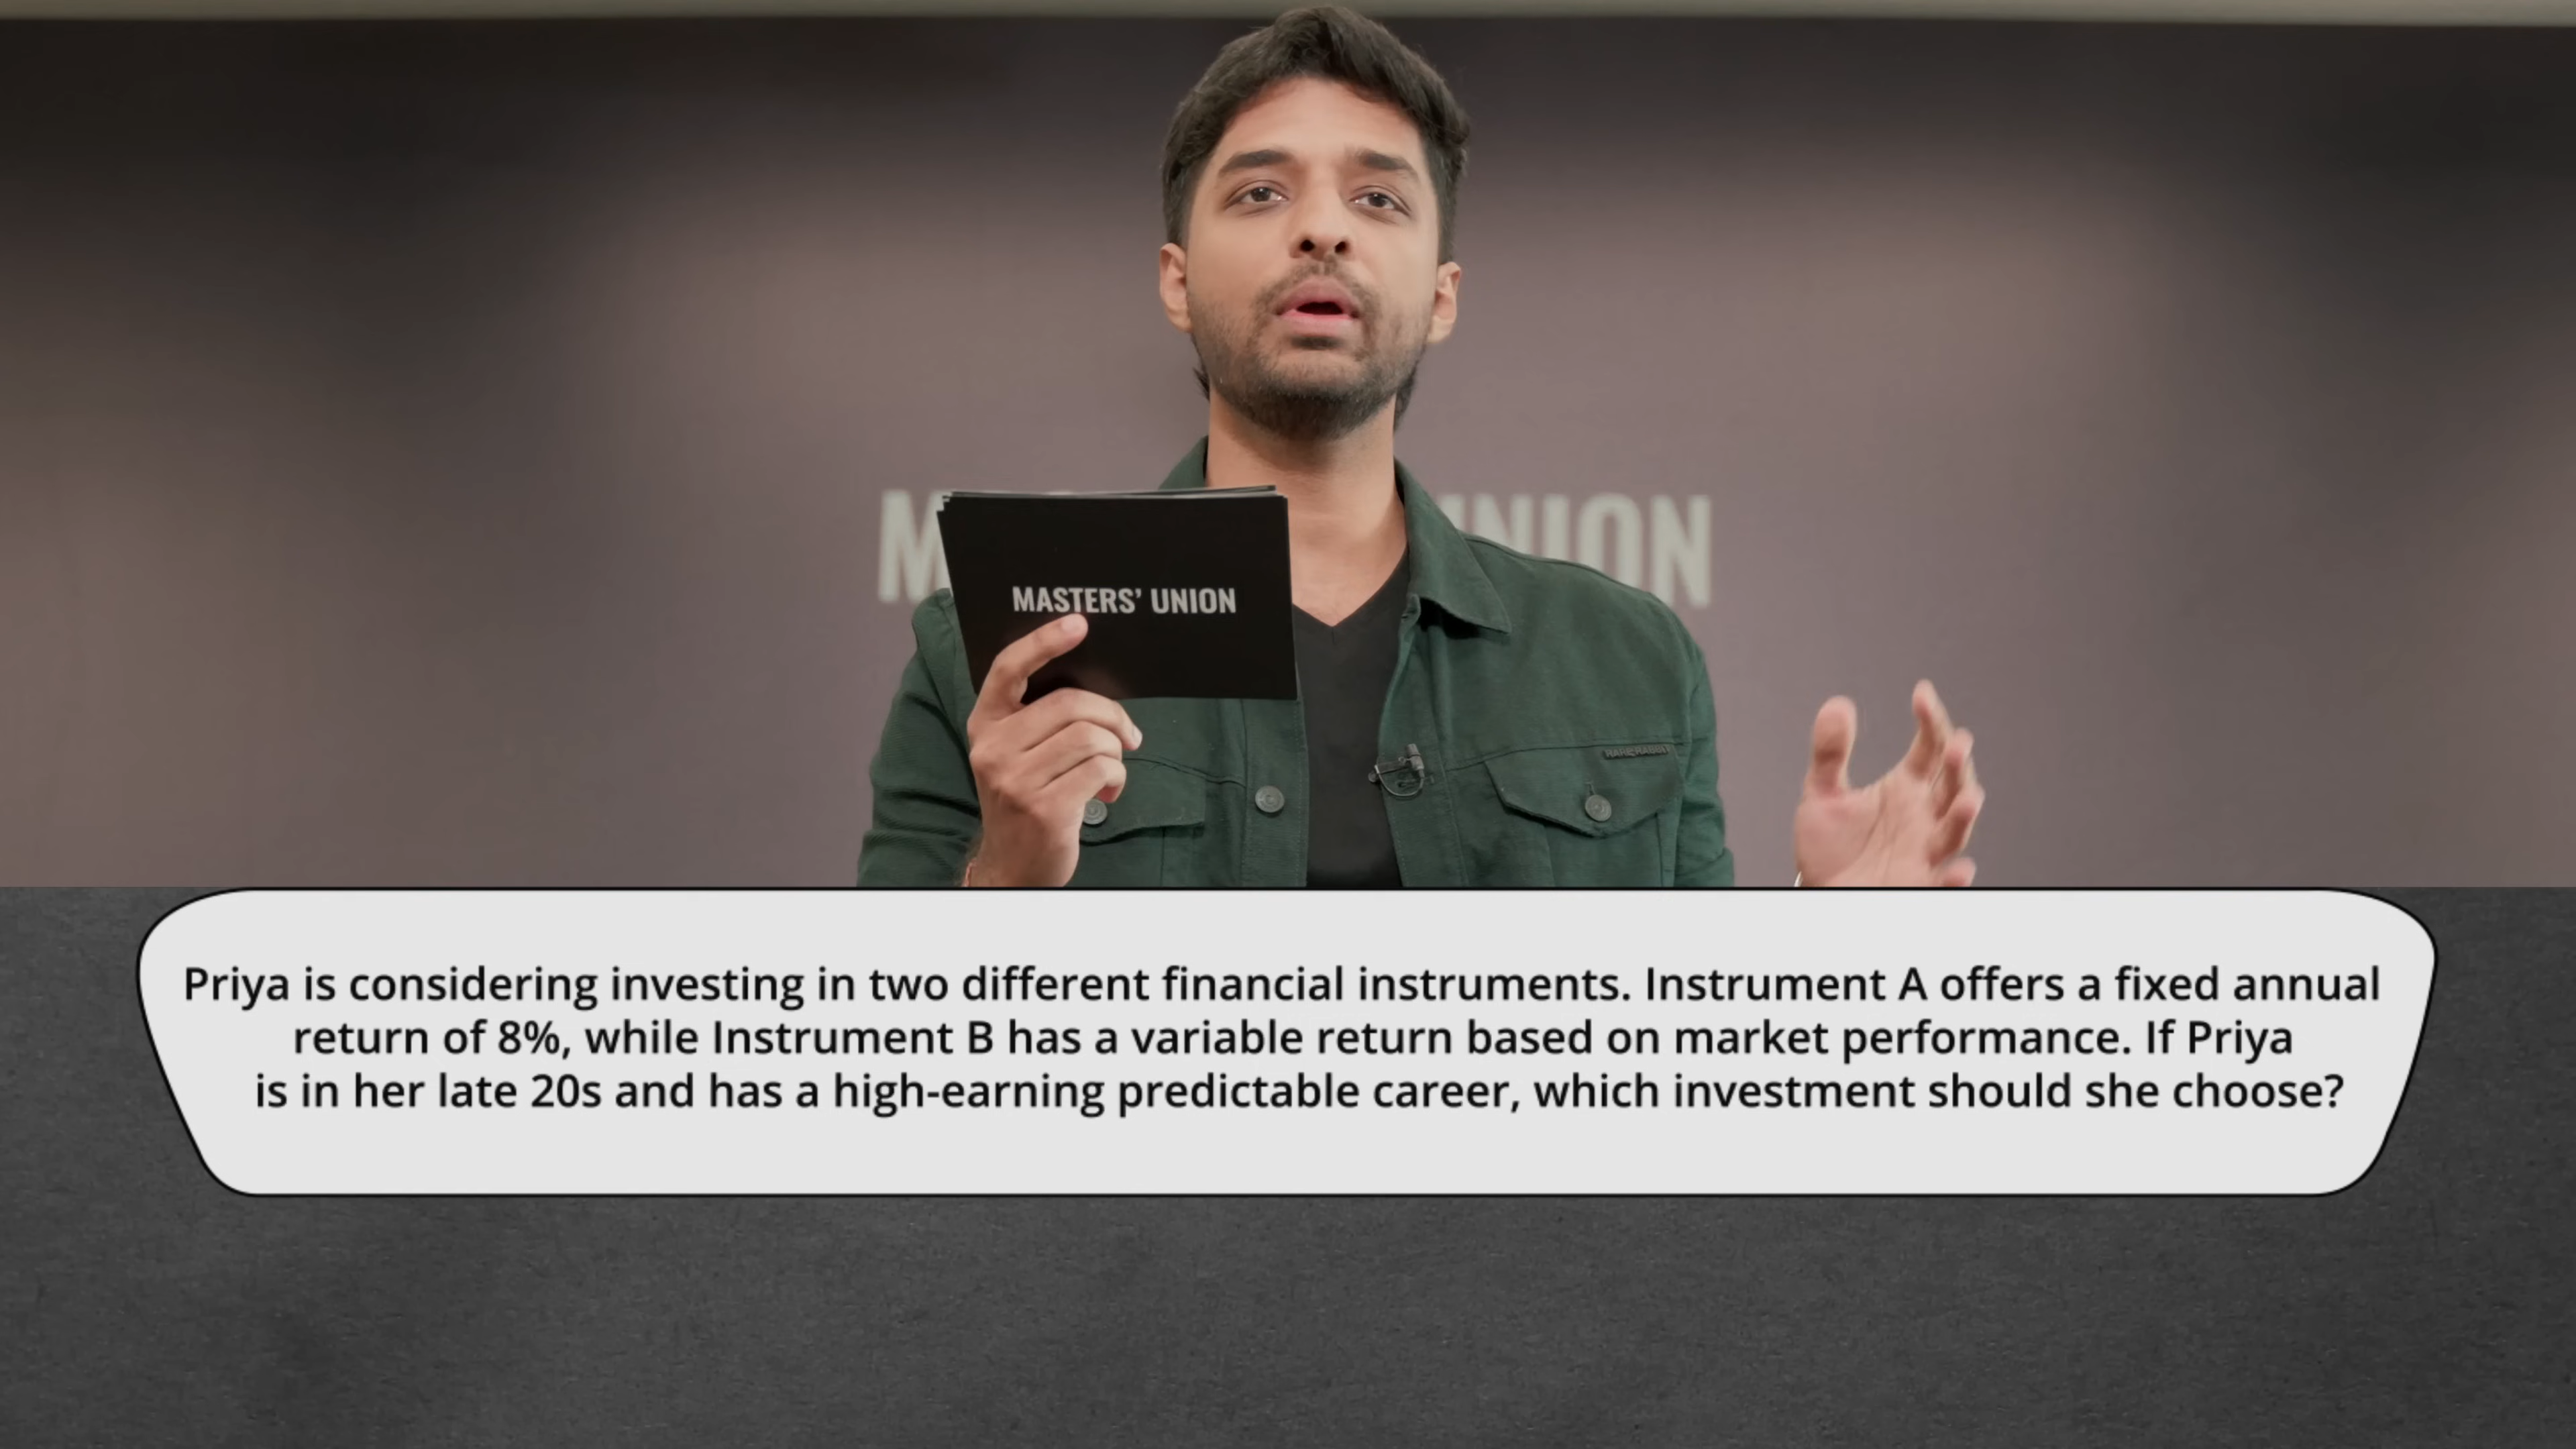 M UNION
MASTERS' UNION
Priya is considering investing in two different financial instruments. Instrument A offers a fixed annual
return of 8%, while Instrument B has a variable return based on market performance. If Priya
is in her late 20s and has a high-earning predictable career, which investment should she choose?